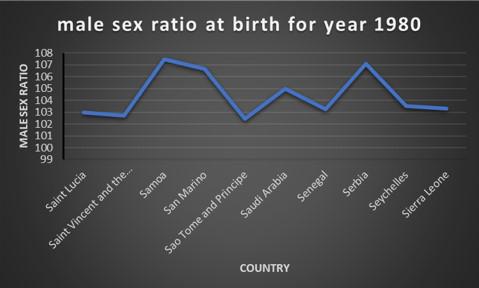 male sex ratio at birth for year 1980
MALE SEX RATIO
108
107
106
105
104
103
102
101
100
99
Saint Lucia
Saint Vincent and the...
Samoa
San Marino
Sao Tome and Principe
Saudi Arabia
Senegal
Serbia
Seychelles
Sierra Leone
COUNTRY